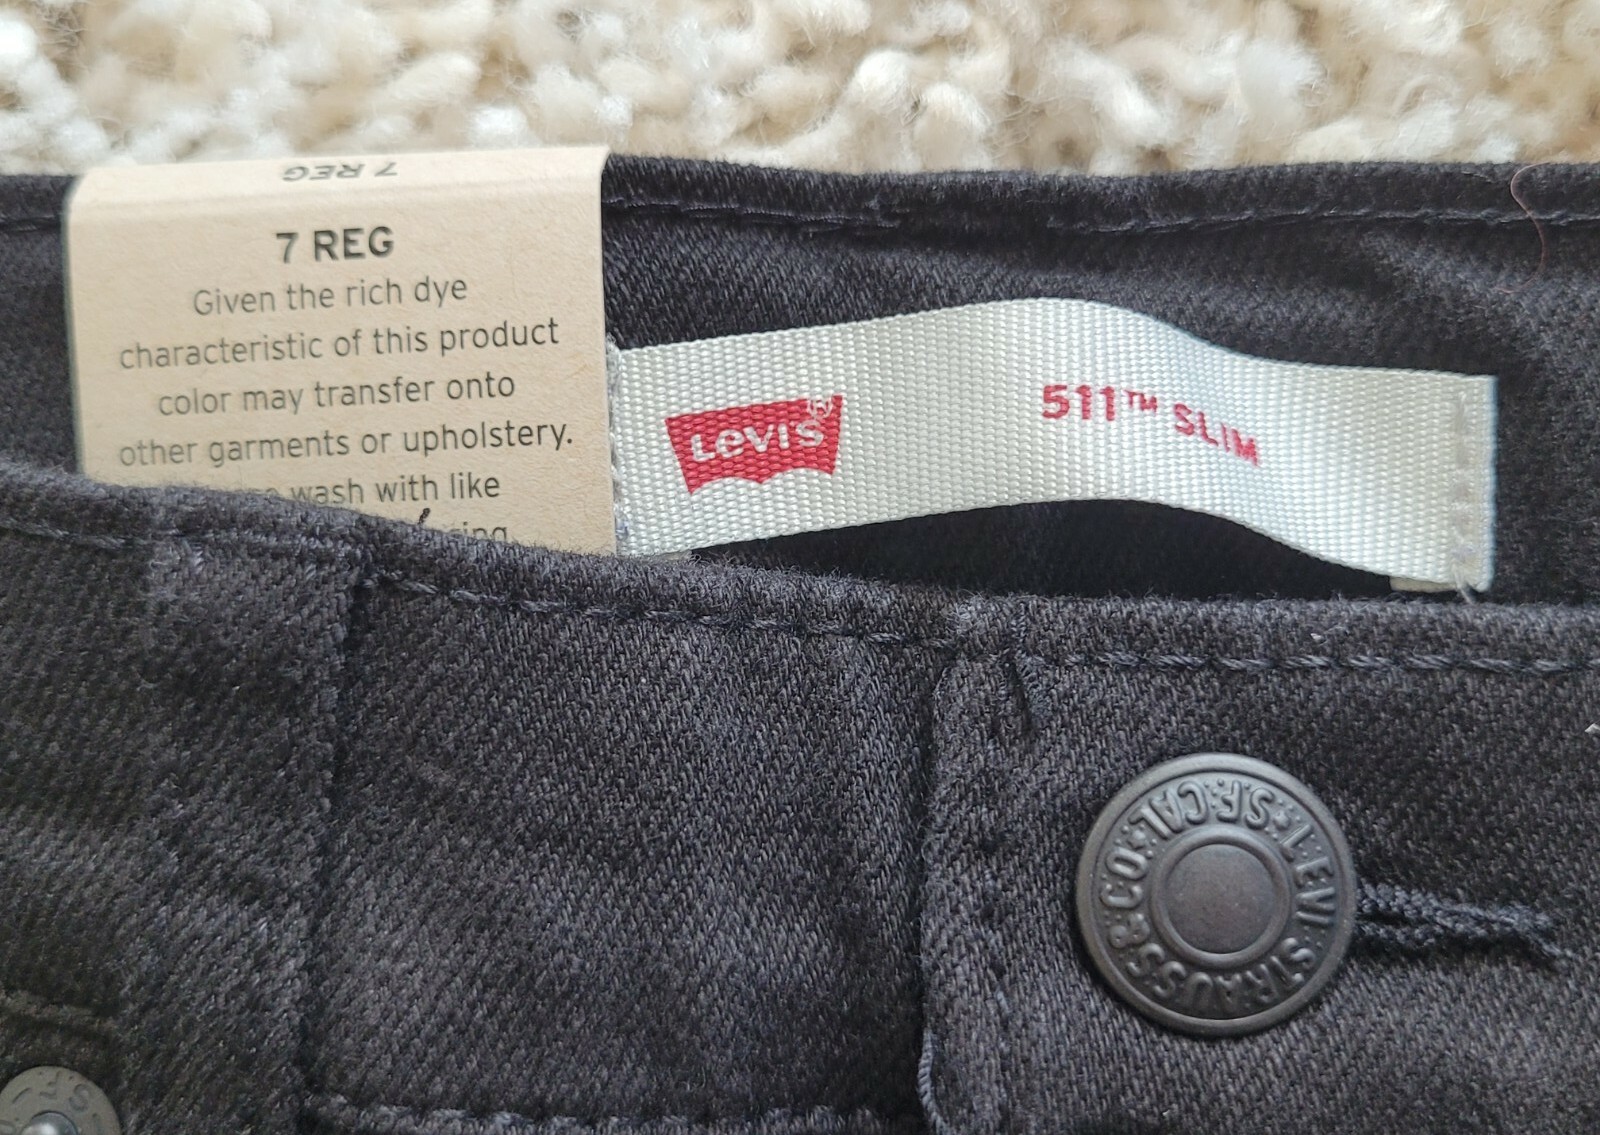 7 REG
7 REG
Given the rich dye
characteristic of this product
color may transfer onto
other garments or upholstery.
wash with like
Levi's®
511™ SLIM
LEVI STRAUSS & CO. S.F. CAL.
S.F.